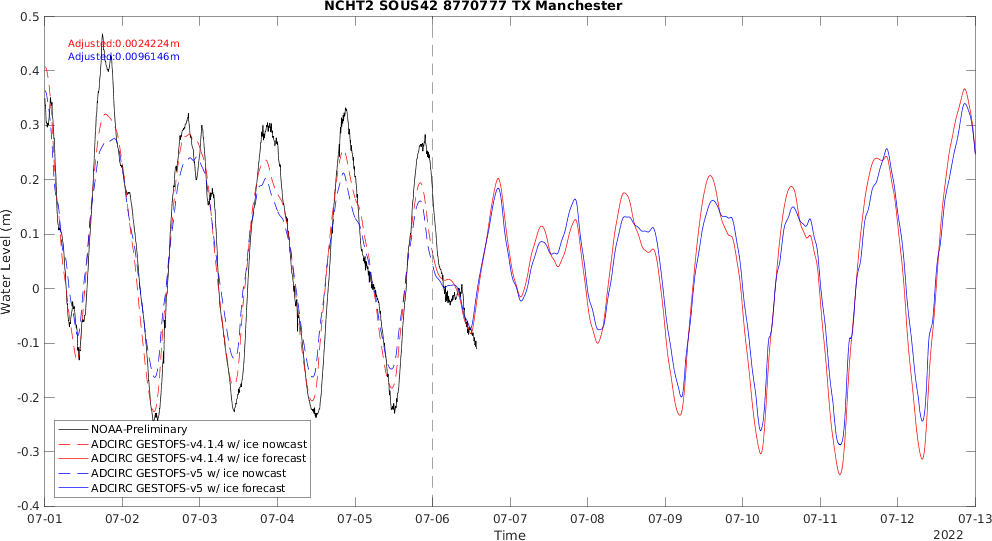 NCHT2 SOUS42 8770777 TX Manchester
Adjusted:0.0024224m
Adjusted:0.0096146m
0.5
0.4
0.3
0.2
0.1
0
-0.1
-0.2
-0.3
-0.4
Water Level (m)
NOAA-Preliminary
ADCIRC GESTOFS-v4.1.4 w/ ice nowcast
ADCIRC GESTOFS-v4.1.4 w/ ice forecast
ADCIRC GESTOFS-v5 w/ ice nowcast
ADCIRC GESTOFS-v5 w/ ice forecast
07-01 07-02 07-03 07-04 07-05 07-06 07-07 07-08 07-09 07-10 07-11 07-12 07-13
Time
2022